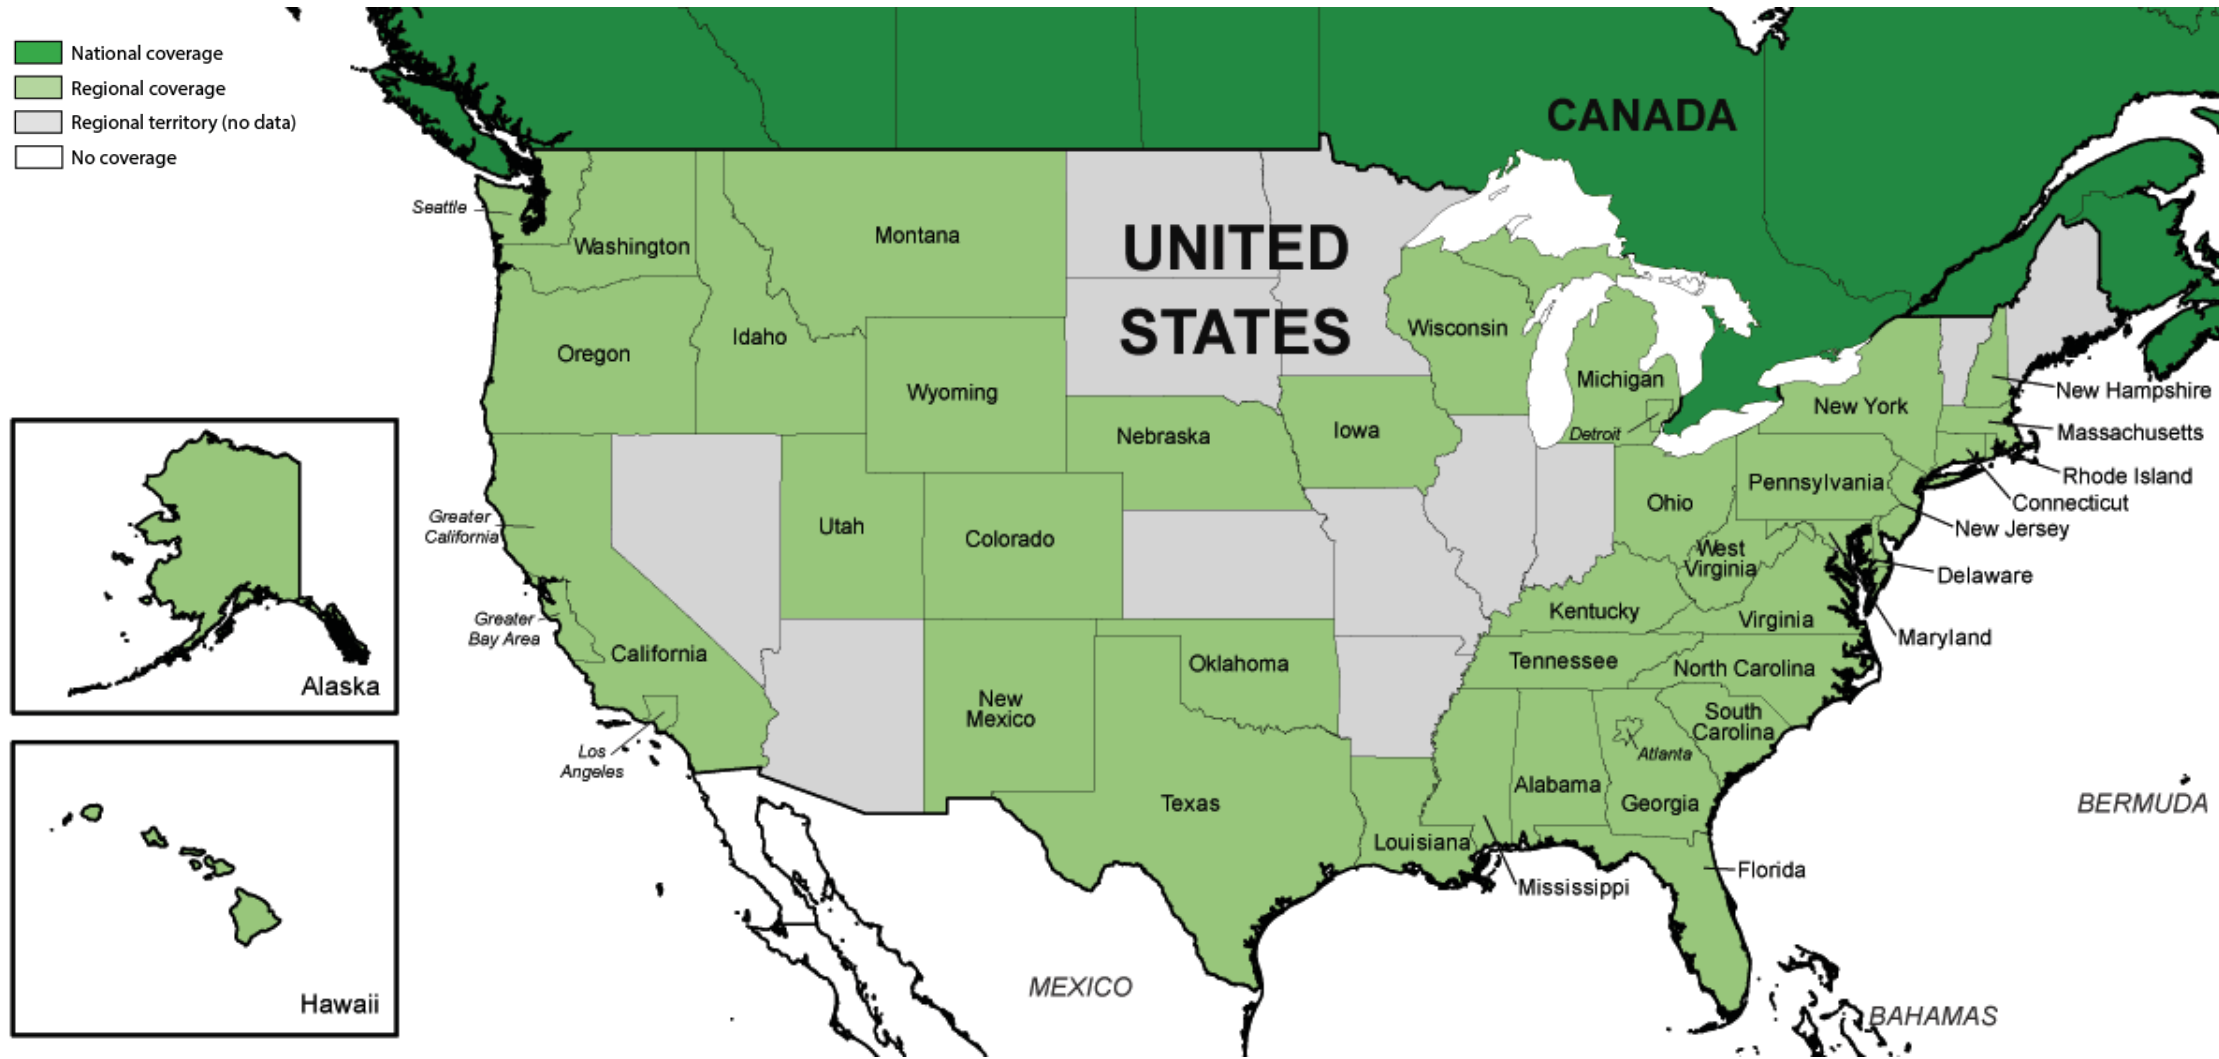 National coverage
Regional coverage
Regional territory (no data)
No coverage
CANADA
UNITED
STATES
Seattle
Washington
Montana
Oregon
Idaho
Wyoming
Wisconsin
Michigan
Detroit
New York
New Hampshire
Massachusetts
Rhode Island
Connecticut
New Jersey
Delaware
Maryland
Nebraska
Iowa
Pennsylvania
Ohio
West
Virginia
Virginia
Greater
California
Utah
Colorado
Kentucky
Greater
Bay Area
California
Tennessee
North Carolina
Oklahoma
New
Mexico
South
Carolina
Los
Angeles
Atlanta
Alabama
Georgia
Texas
Louisiana
Mississippi
Florida
Alaska
Hawaii
BERMUDA
MEXICO
BAHAMAS